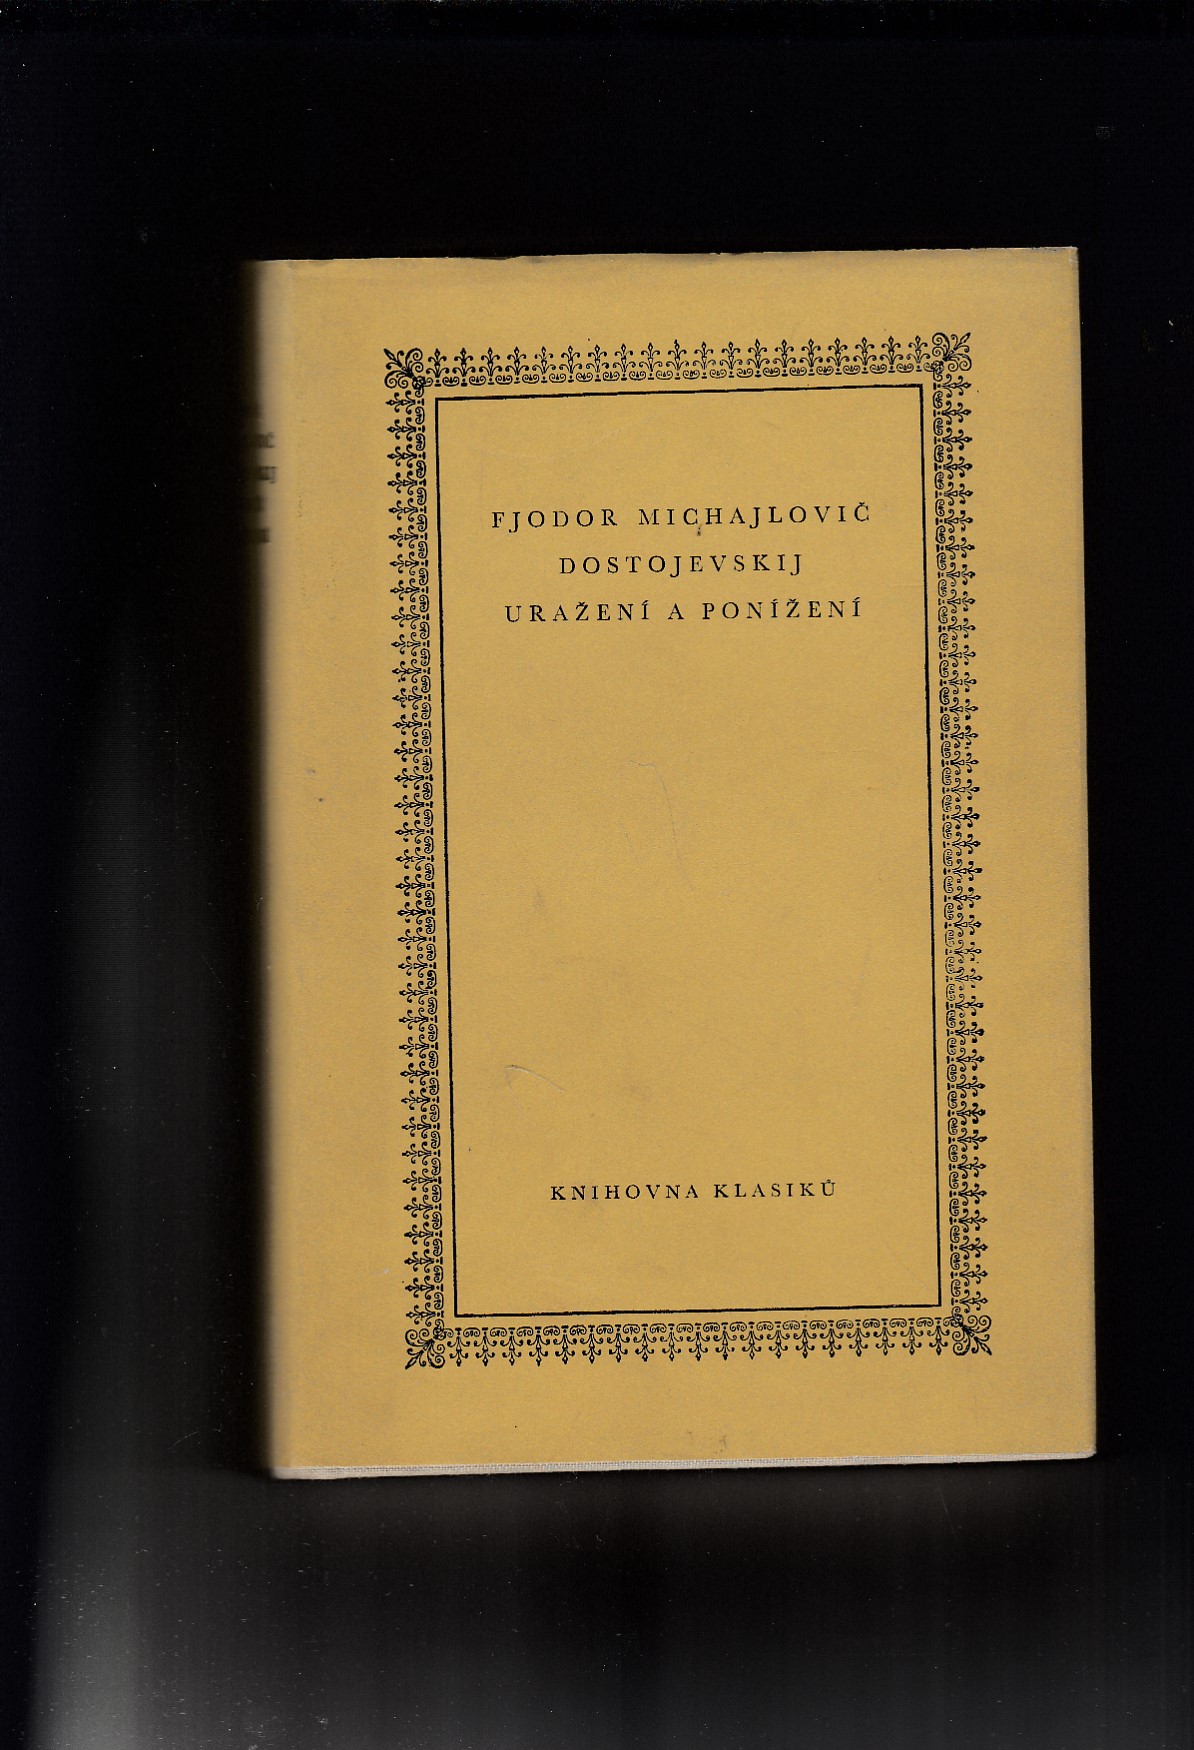 FJODOR MICHAJLOVIČ
DOSTOJEVSKIJ
URAŽENÍ A PONÍŽENÍ
KNIHOVNA KLASIKŮ